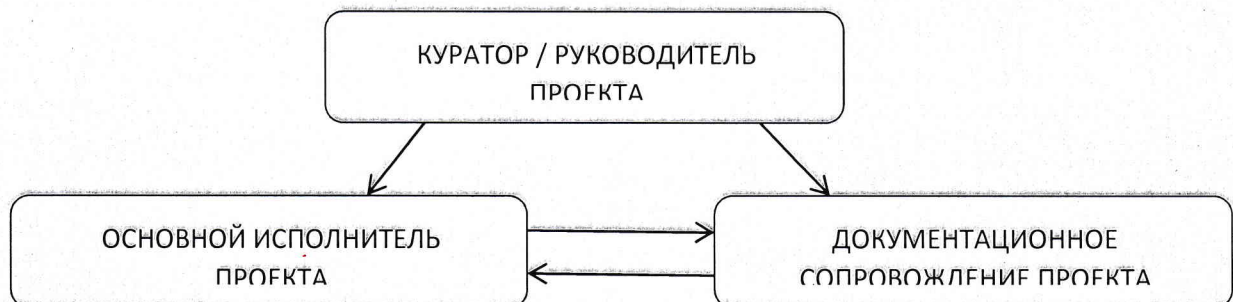 КУРАТОР / РУКОВОДИТЕЛЬ
ПРОЕКТА
ОСНОВНОЙ ИСПОЛНИТЕЛЬ
ПРОЕКТА
ДОКУМЕНТАЦИОННОЕ
СОПРОВОЖДЕНИЕ ПРОЕКТА